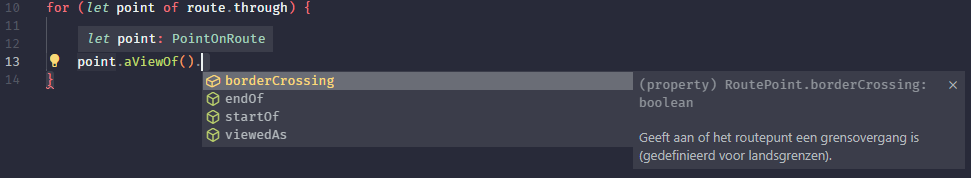 10 for (let point of route.through) {
11
let point: PointOnRoute
12
13 point.aViewOf().
14 }
borderCrossing
endOf
startOf
viewedAs
(property) RoutePoint.borderCrossing:
boolean
Geeft aan of het routepunt een grensovergang is
(gedefinieerd voor landsgrenzen).